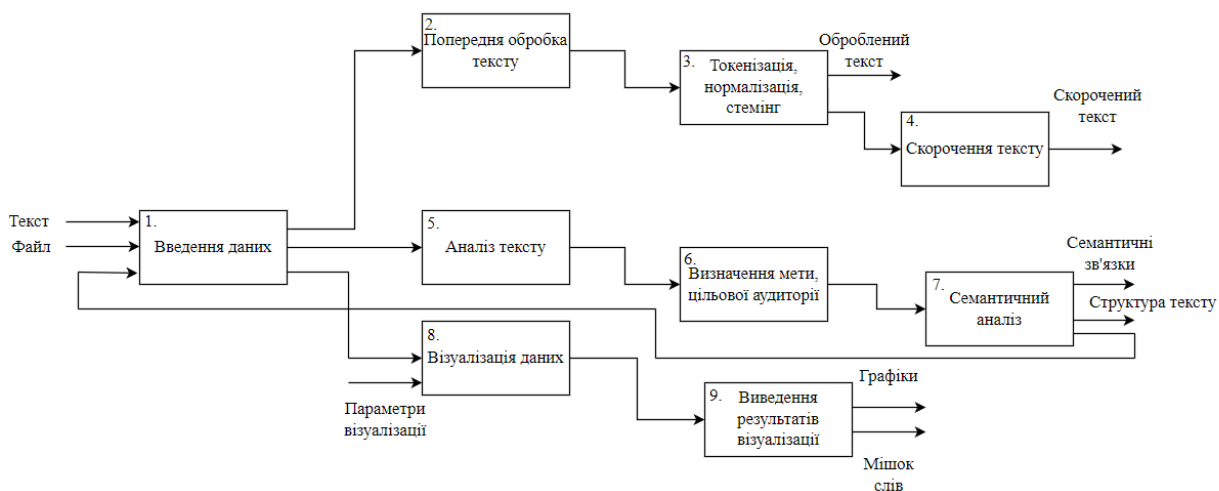 2.
Попередня обробка
тексту
3.
Токенізація,
нормалізація,
стемінг
Оброблений
текст
4.
Скорочення тексту
Скорочений
текст
Текст
Файл
1.
Введення даних
5.
Аналіз тексту
6.
Визначення мети,
цільової аудиторії
7.
Семантичний
аналіз
Семантичні
зв'язки
Структура тексту
8.
Візуалізація даних
Параметри
візуалізації
9.
Виведення
результатів
візуалізації
Графіки
Мішок
слів